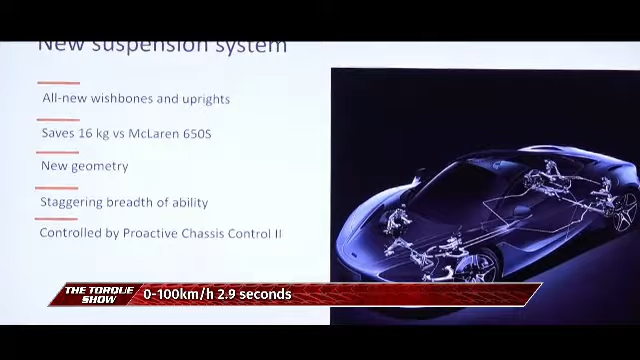 New suspension system
All-new wishbones and uprights
Saves 16 kg vs McLaren 650S
New geometry
Staggering breadth of ability
Controlled by Proactive Chassis Control II
THE TORQUE
SHOW
0-100km/h 2.9 seconds